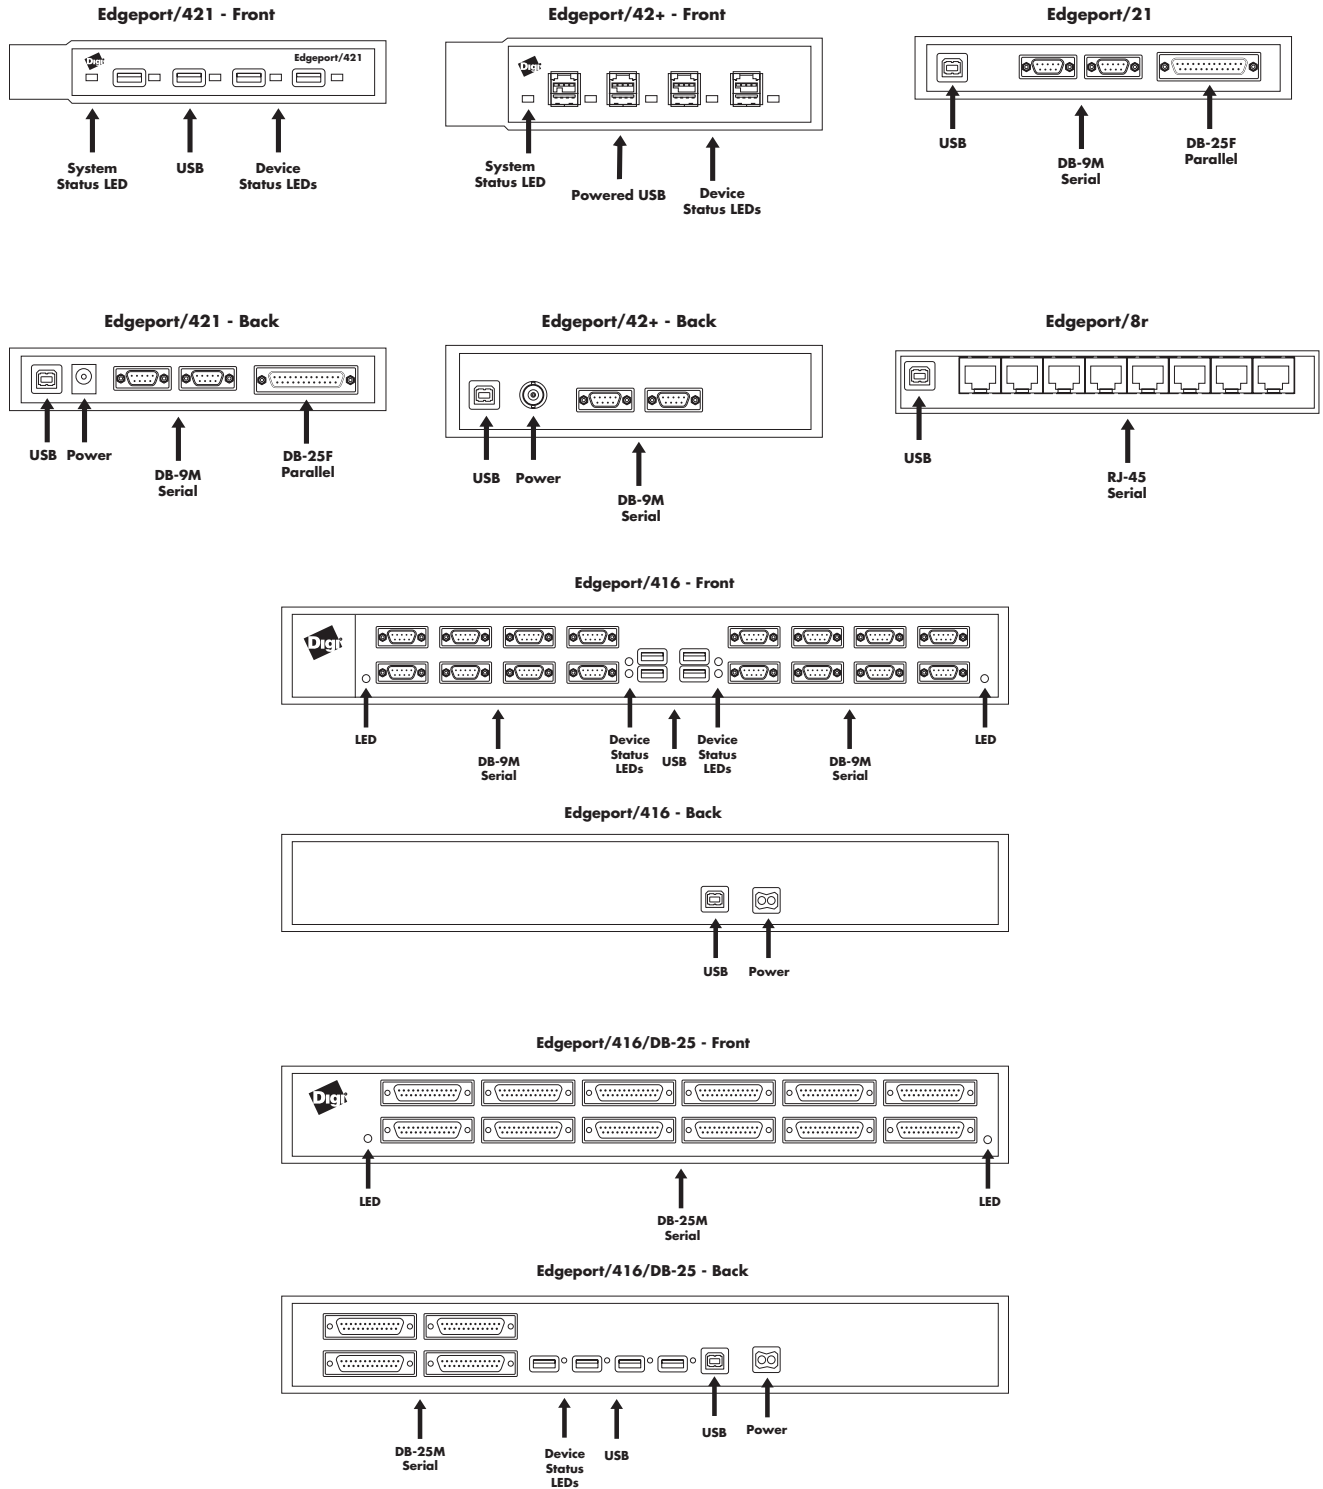 Edgeport/421 - Front
Digi
Edgeport/421
System
Status LED
USB
Device
Status LEDs
Edgeport/42+ - Front
Digi
System
Status LED
Powered USB
Device
Status LEDs
Edgeport/21
USB
DB-9M
Serial
DB-25F
Parallel
Edgeport/421 - Back
USB
Power
DB-9M
Serial
DB-25F
Parallel
Edgeport/42+ - Back
USB
Power
DB-9M
Serial
Edgeport/8r
USB
RJ-45
Serial
Edgeport/416 - Front
Digi
LED
DB-9M
Serial
Device
Status
LEDs
USB
Device
Status
LEDs
DB-9M
Serial
LED
Edgeport/416 - Back
USB
Power
Edgeport/416/DB-25 - Front
Digi
LED
DB-25M
Serial
LED
Edgeport/416/DB-25 - Back
DB-25M
Serial
Device
Status
LEDs
USB
USB
Power